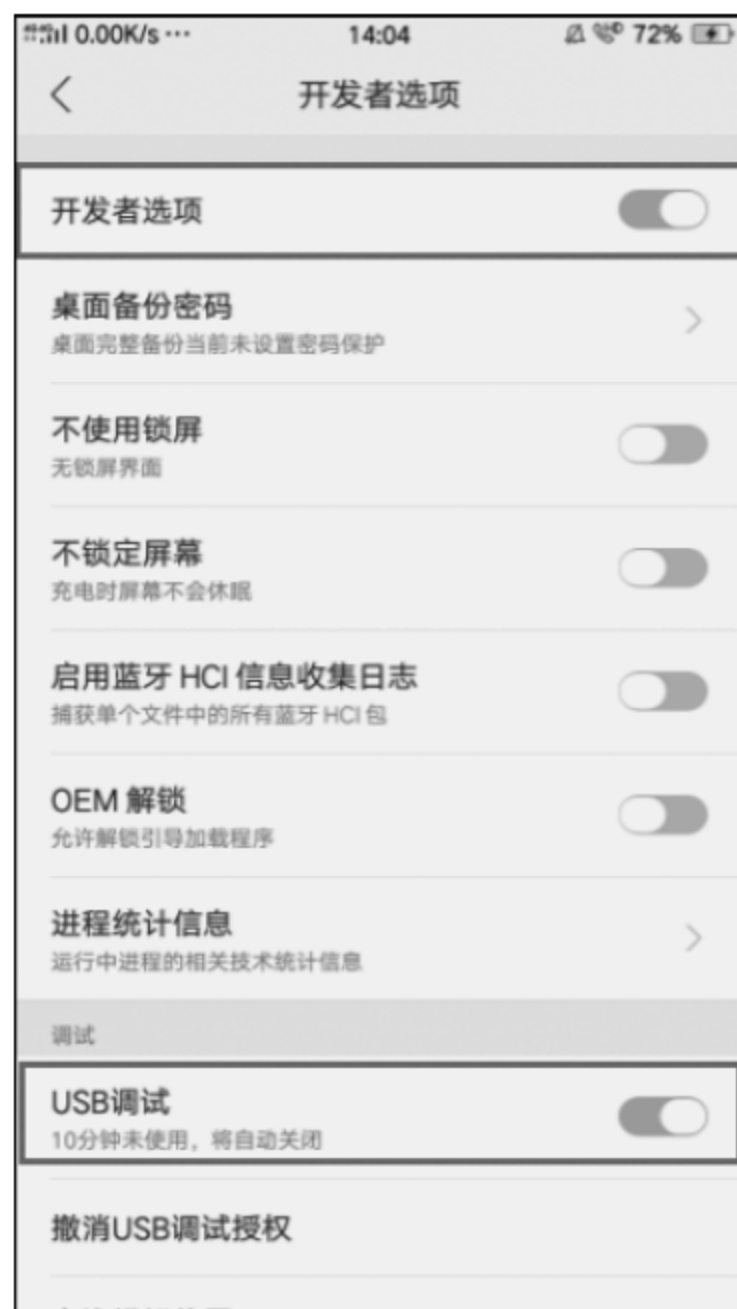 0.00K/s ··· 14:04 72%
开发者选项
开发者选项
桌面备份密码
桌面完整备份当前未设置密码保护
不使用锁屏
无锁屏界面
不锁定屏幕
充电时屏幕不会休眠
启用蓝牙 HCI 信息收集日志
捕获单个文件中的所有蓝牙 HCI 包
OEM 解锁
允许解锁引导加载程序
进程统计信息
运行中进程的相关技术统计信息
调试
USB调试
10分钟未使用，将自动关闭
撤消USB调试授权